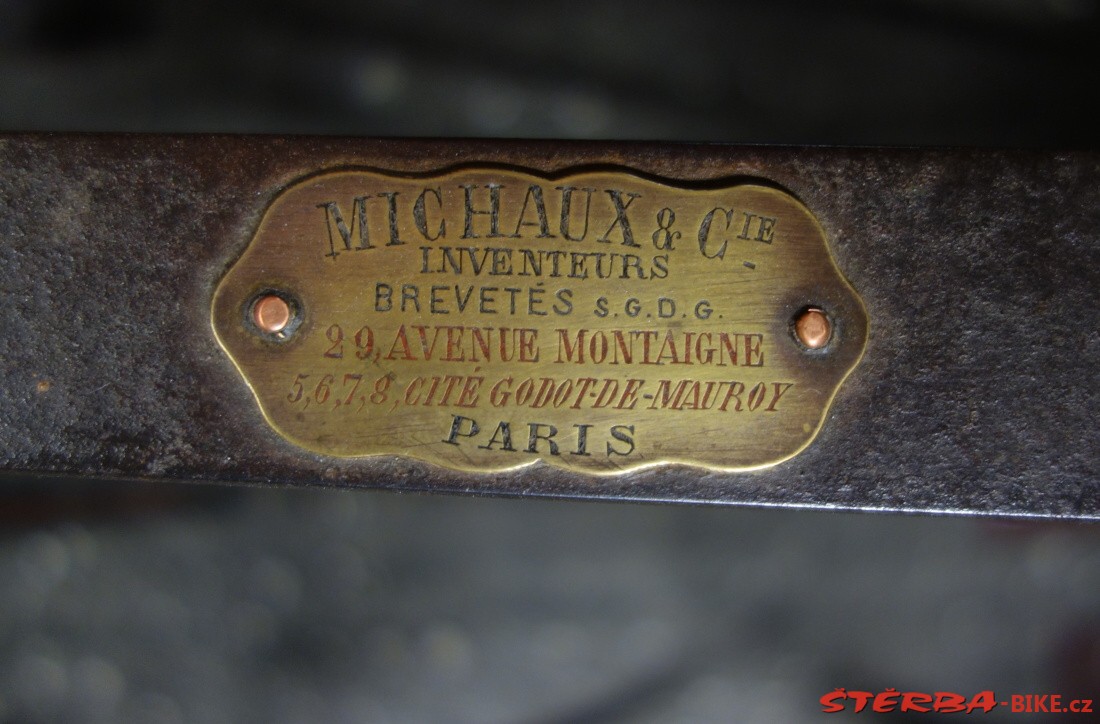 MICHAUX & CIE
INVENTEURS
BREVETÉS S.G.D.G.
29, AVENUE MONTAIGNE
5,6,7,8, CITÉ GODOT-DE-MAUROY
PARIS
ŠTĚRBA-BIKE.cz